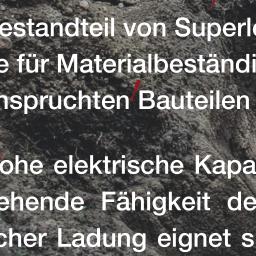 estandteil von Superle
e für Materialbeständi
nspruchten Bauteilen
ohe elektrische Kapa
ehende Fähigkeit de
cher Ladung eignet s